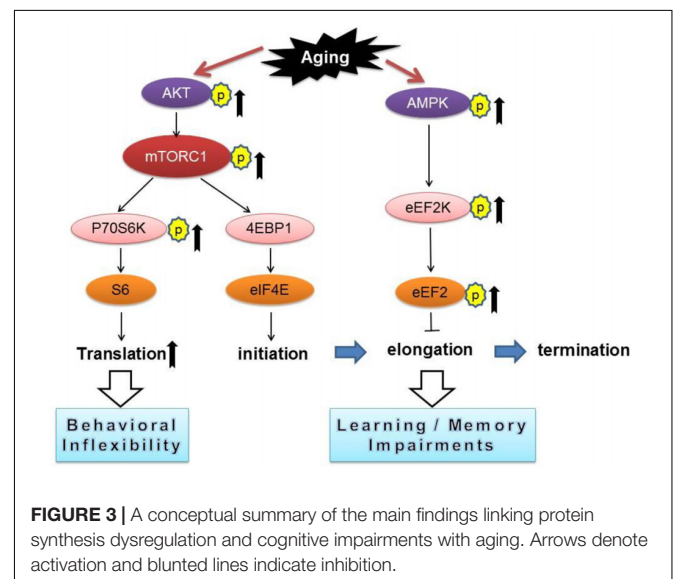 Aging
AKT p
AMPK p
mTORC1 p
P70S6K p
4EBP1
eEF2K p
S6
eIF4E
eEF2 p
Translation
initiation
elongation
termination
Behavioral
Inflexibility
Learning / Memory
Impairments
FIGURE 3 | A conceptual summary of the main findings linking protein
synthesis dysregulation and cognitive impairments with aging. Arrows denote
activation and blunted lines indicate inhibition.